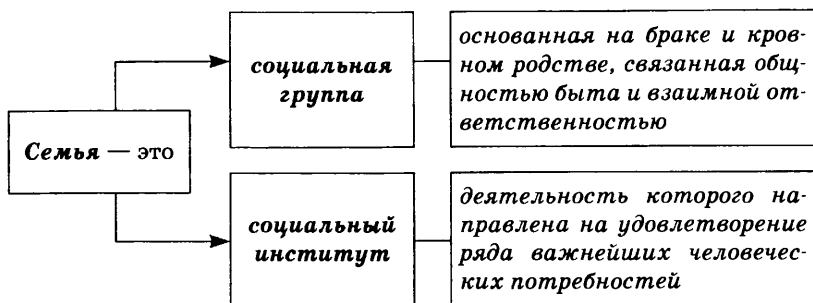 Семья — это
социальная
группа
основанная на браке и кров-
ном родстве, связанная общ-
ностью быта и взаимной от-
ветственностью
социальный
институт
деятельность которого на-
правлена на удовлетворение
ряда важнейших человечес-
ких потребностей